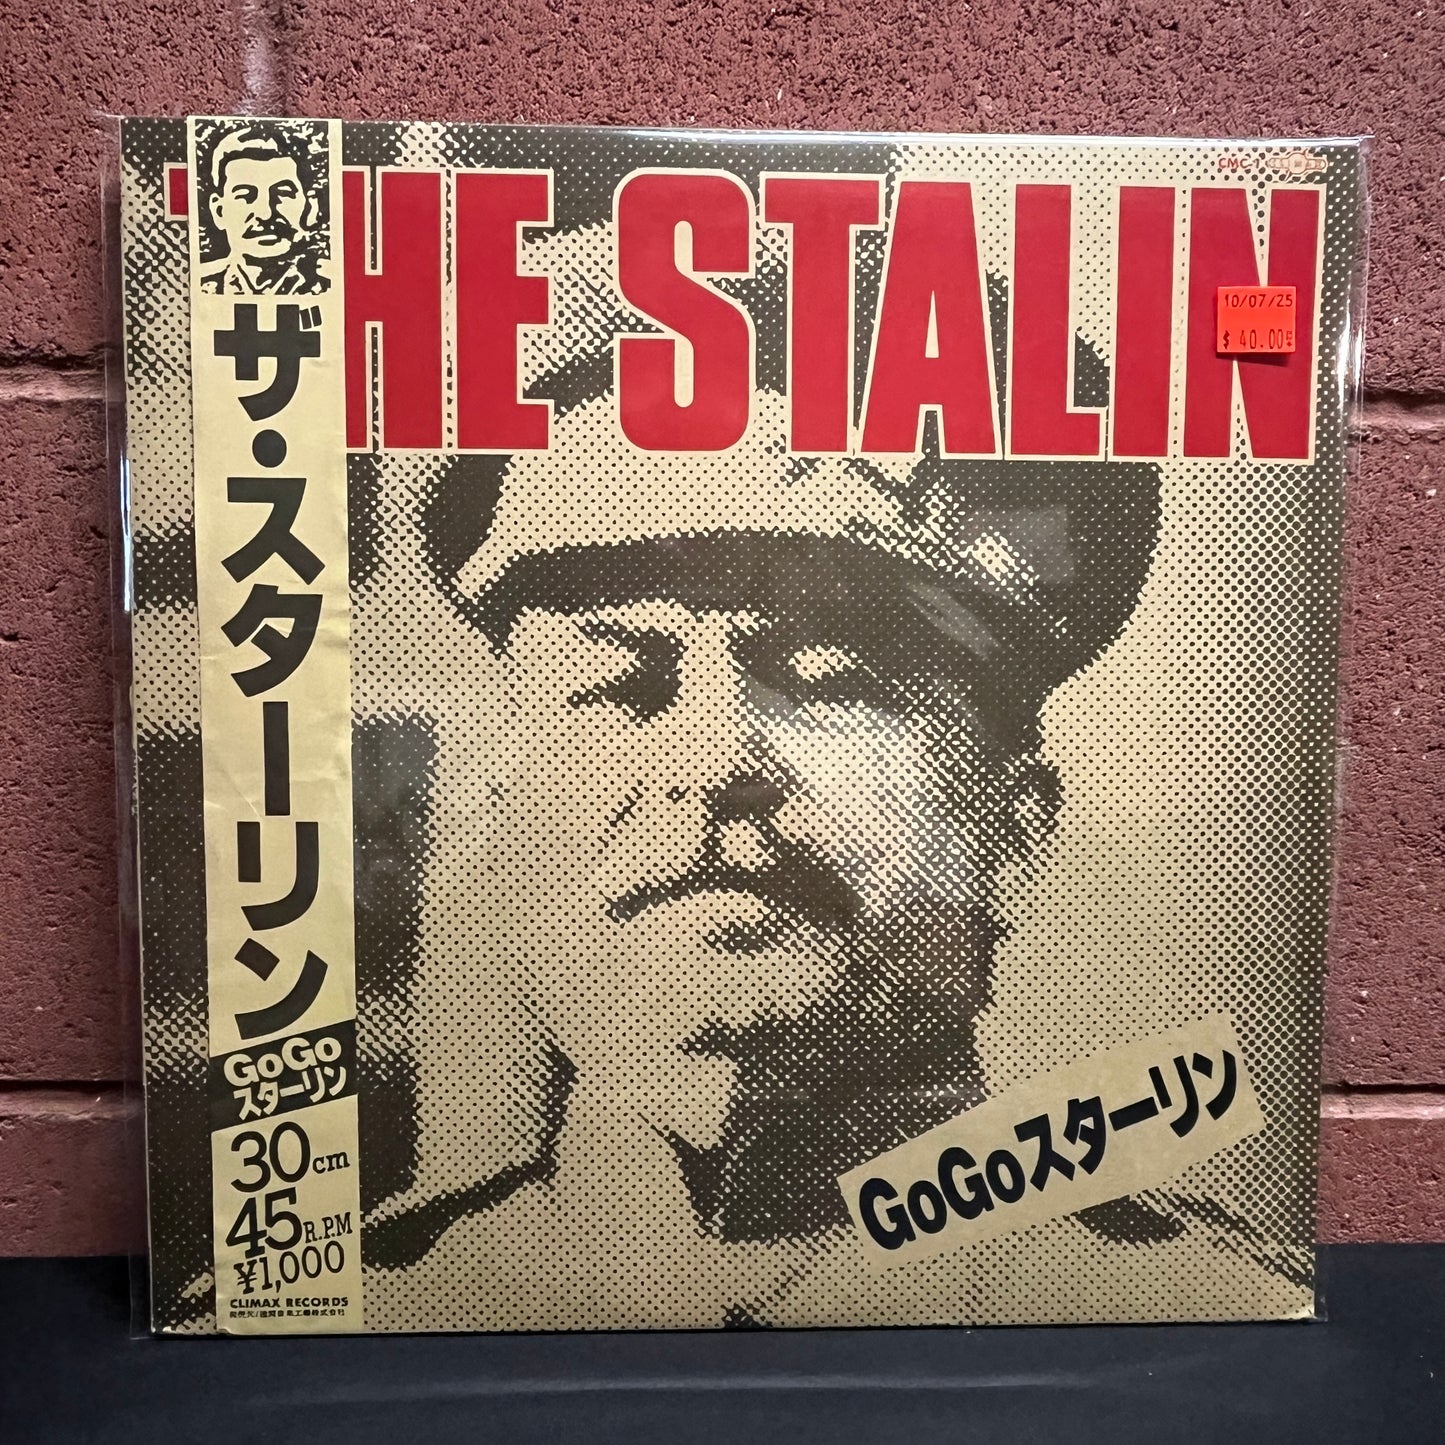 THE STALIN
CMC-1
10/07/25
$ 40.00
ザ・スターリン
GoGo
スターリン
30cm
45R.P.M
¥1,000
CLIMAX RECORDS
GoGoスターリン